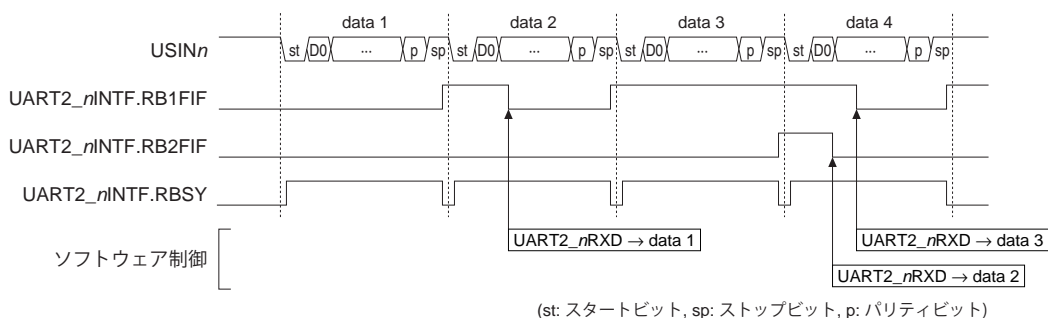 data 1 data 2 data 3 data 4
USINn st D0 ... p sp st D0 ... p sp st D0 ... p sp st D0 ... p sp
UART2_nINTF.RB1FIF
UART2_nINTF.RB2FIF
UART2_nINTF.RBSY
ソフトウェア制御
UART2_nRXD → data 1
UART2_nRXD → data 3
UART2_nRXD → data 2
(st: スタートビット, sp: ストップビット, p: パリティビット)